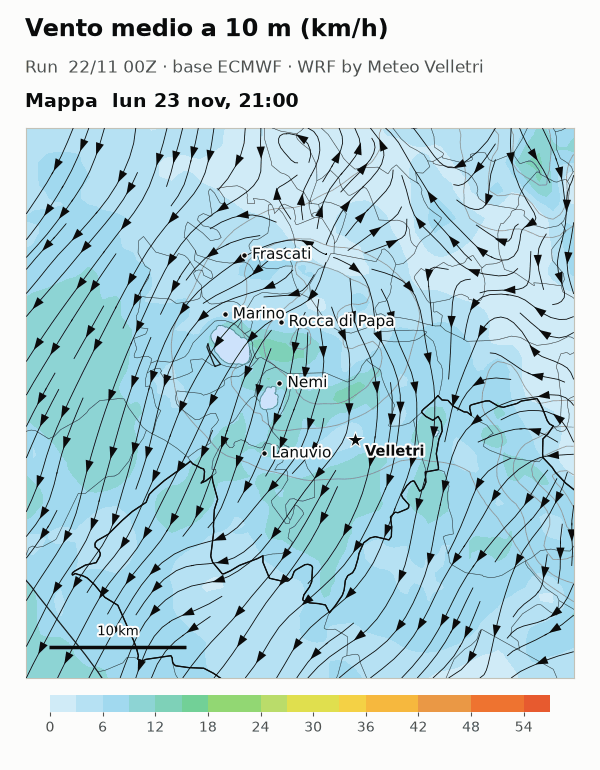 Vento medio a 10 m (km/h)
Run  22/11 00Z · base ECMWF · WRF by Meteo Velletri
Mappa  lun 23 nov, 21:00
Frascati
Marino
Rocca di Papa
Nemi
Velletri
Lanuvio
10 km
0 6 12 18 24 30 36 42 48 54